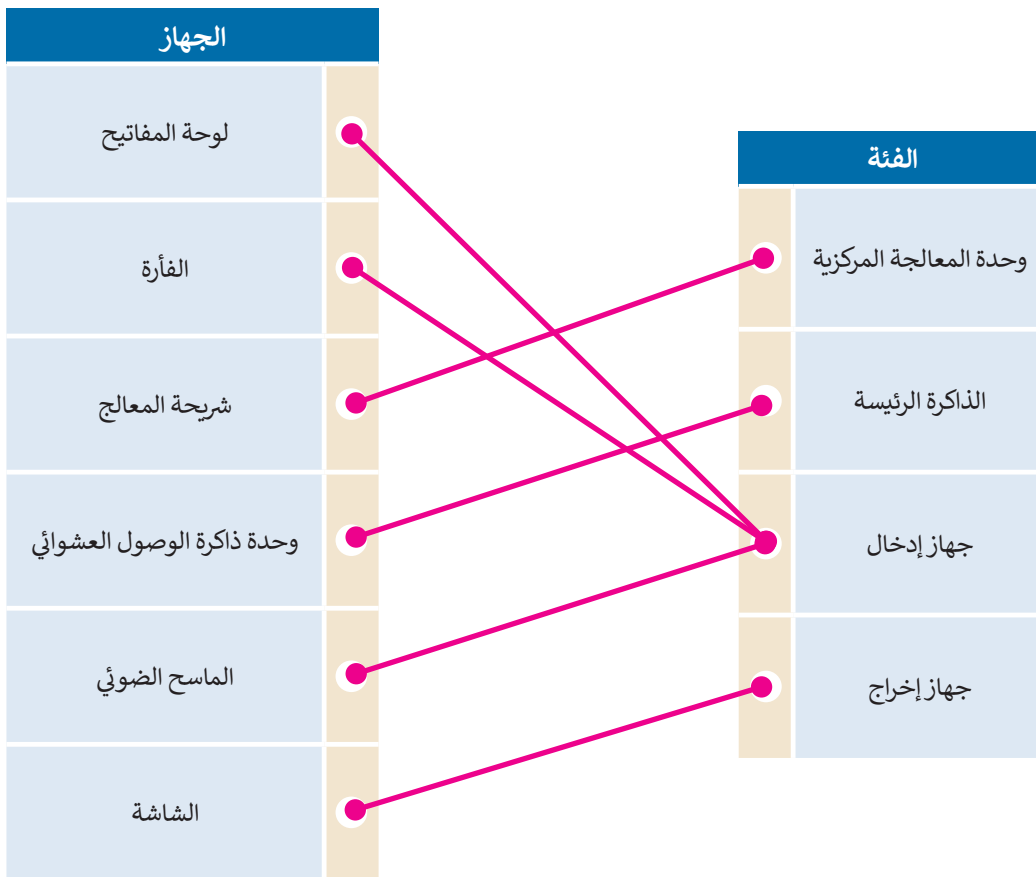 الفئة
وحدة المعالجة المركزية
الذاكرة الرئيسة
جهاز إدخال
جهاز إخراج
الجهاز
لوحة المفاتيح
الفأرة
شريحة المعالج
وحدة ذاكرة الوصول العشوائي
الماسح الضوئي
الشاشة